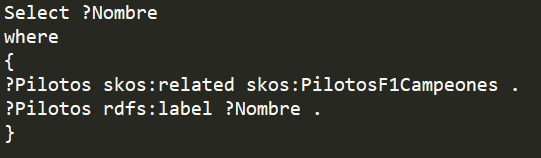 Select ?Nombre
where
{
?Pilotos skos:related skos:PilotosF1Campeones .
?Pilotos rdfs:label ?Nombre .
}